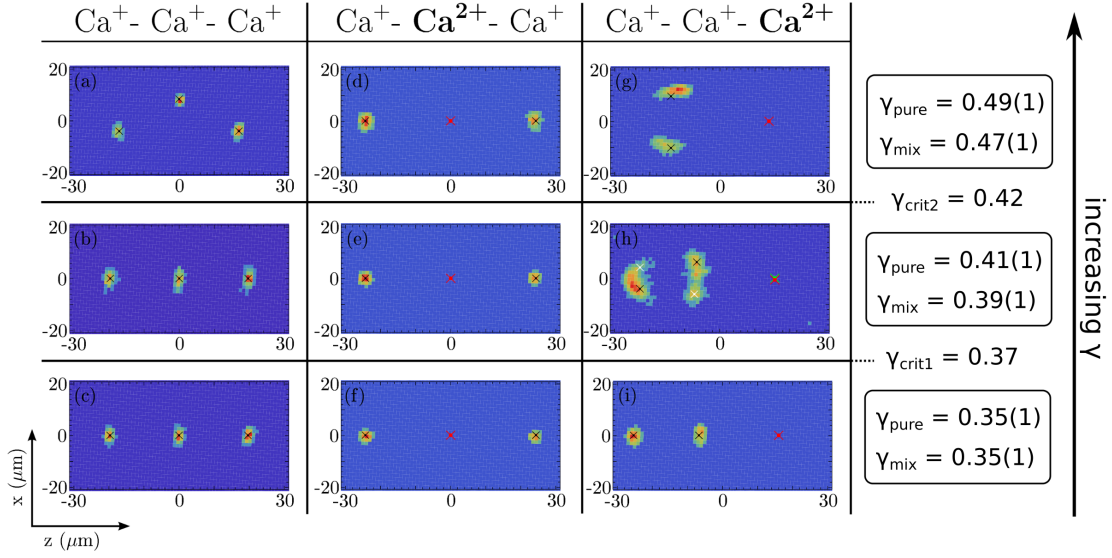 Ca⁺- Ca⁺- Ca⁺
Ca⁺- Ca²⁺- Ca⁺
Ca⁺- Ca⁺- Ca²⁺
(a)
20
0
-20
-30
0
30
(d)
20
0
-20
-30
0
30
(g)
20
0
-20
-30
0
30
γpure = 0.49(1)
γmix = 0.47(1)
γcrit2 = 0.42
(b)
20
0
-20
-30
0
30
(e)
20
0
-20
-30
0
30
(h)
20
0
-20
-30
0
30
γpure = 0.41(1)
γmix = 0.39(1)
γcrit1 = 0.37
(c)
20
0
-20
-30
0
30
(f)
20
0
-20
-30
0
30
(i)
20
0
-20
-30
0
30
γpure = 0.35(1)
γmix = 0.35(1)
increasing γ
x (μm)
z (μm)